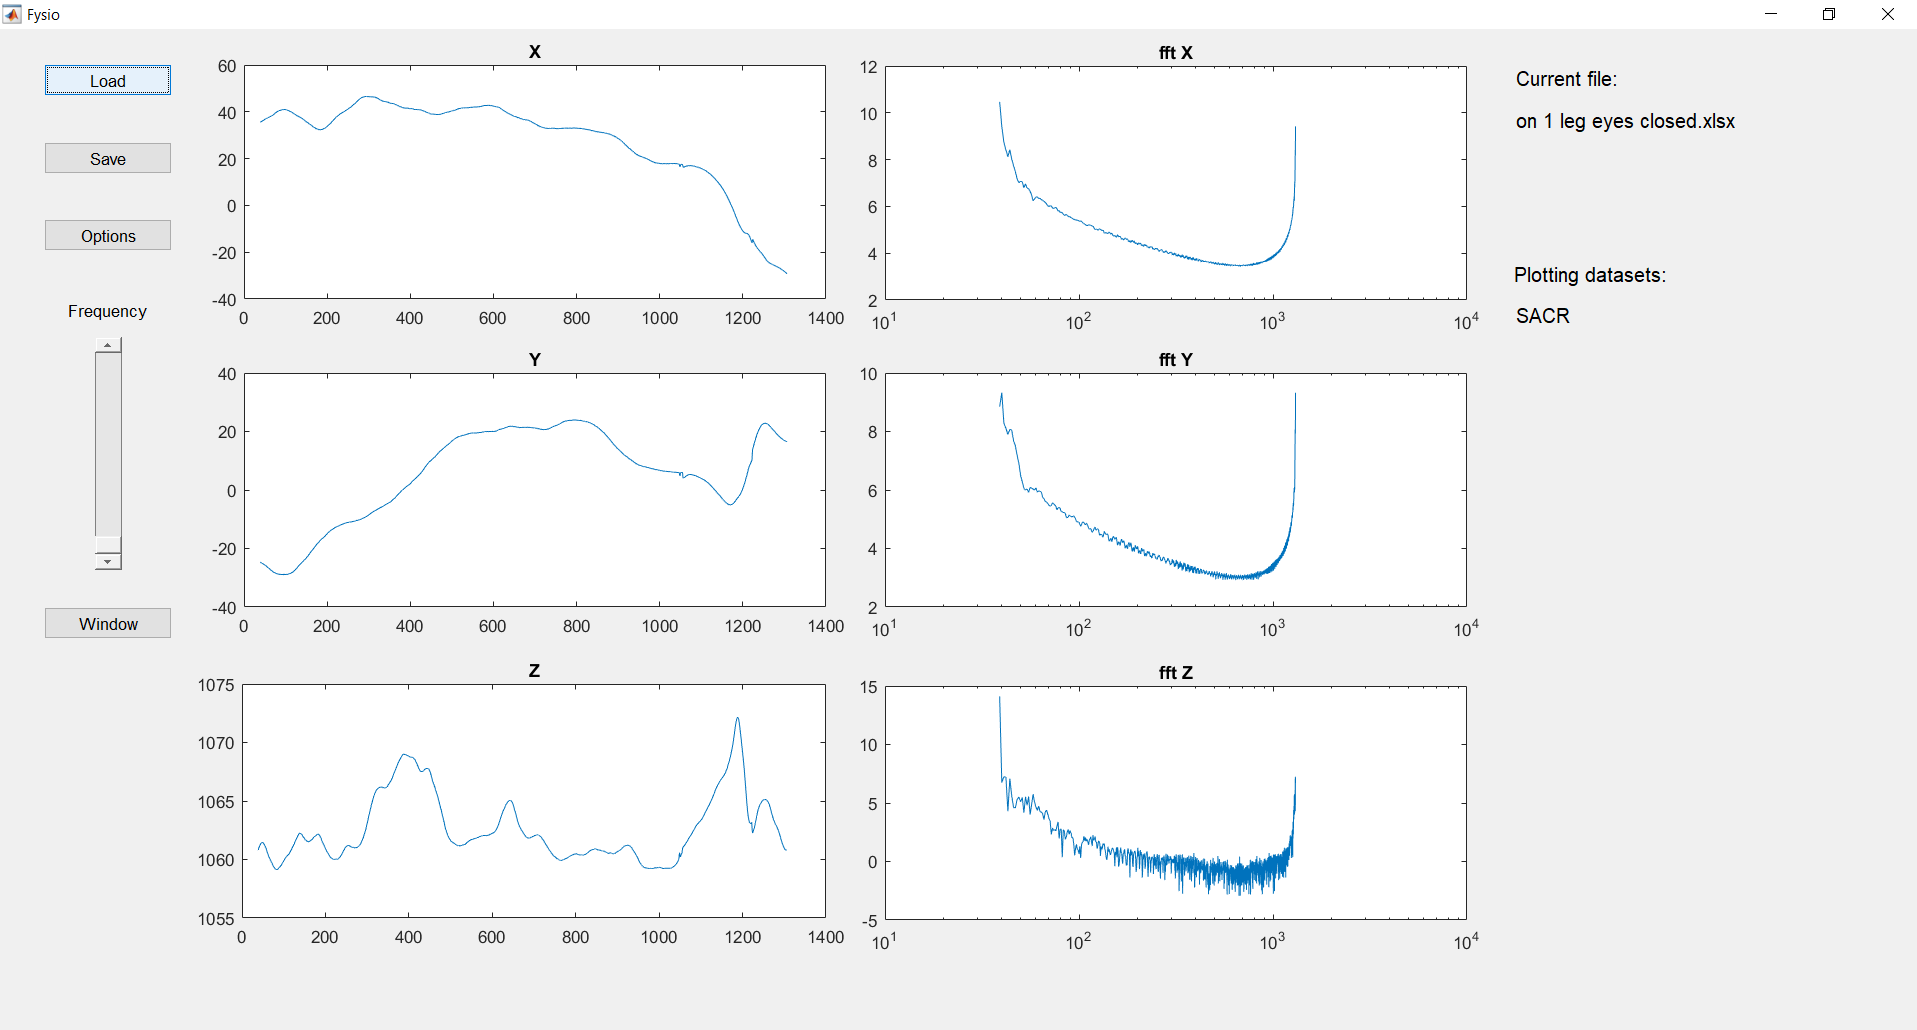 Fysio
Load
Save
Options
Frequency
Window
X
60
40
20
0
-20
-40
0 200 400 600 800 1000 1200 1400
fft X
12
10
8
6
4
2
10^1 10^2 10^3 10^4
Y
40
20
0
-20
-40
0 200 400 600 800 1000 1200 1400
fft Y
10
8
6
4
2
10^1 10^2 10^3 10^4
Z
1075
1070
1065
1060
1055
0 200 400 600 800 1000 1200 1400
fft Z
15
10
5
0
-5
10^1 10^2 10^3 10^4
Current file:
on 1 leg eyes closed.xlsx
Plotting datasets:
SACR